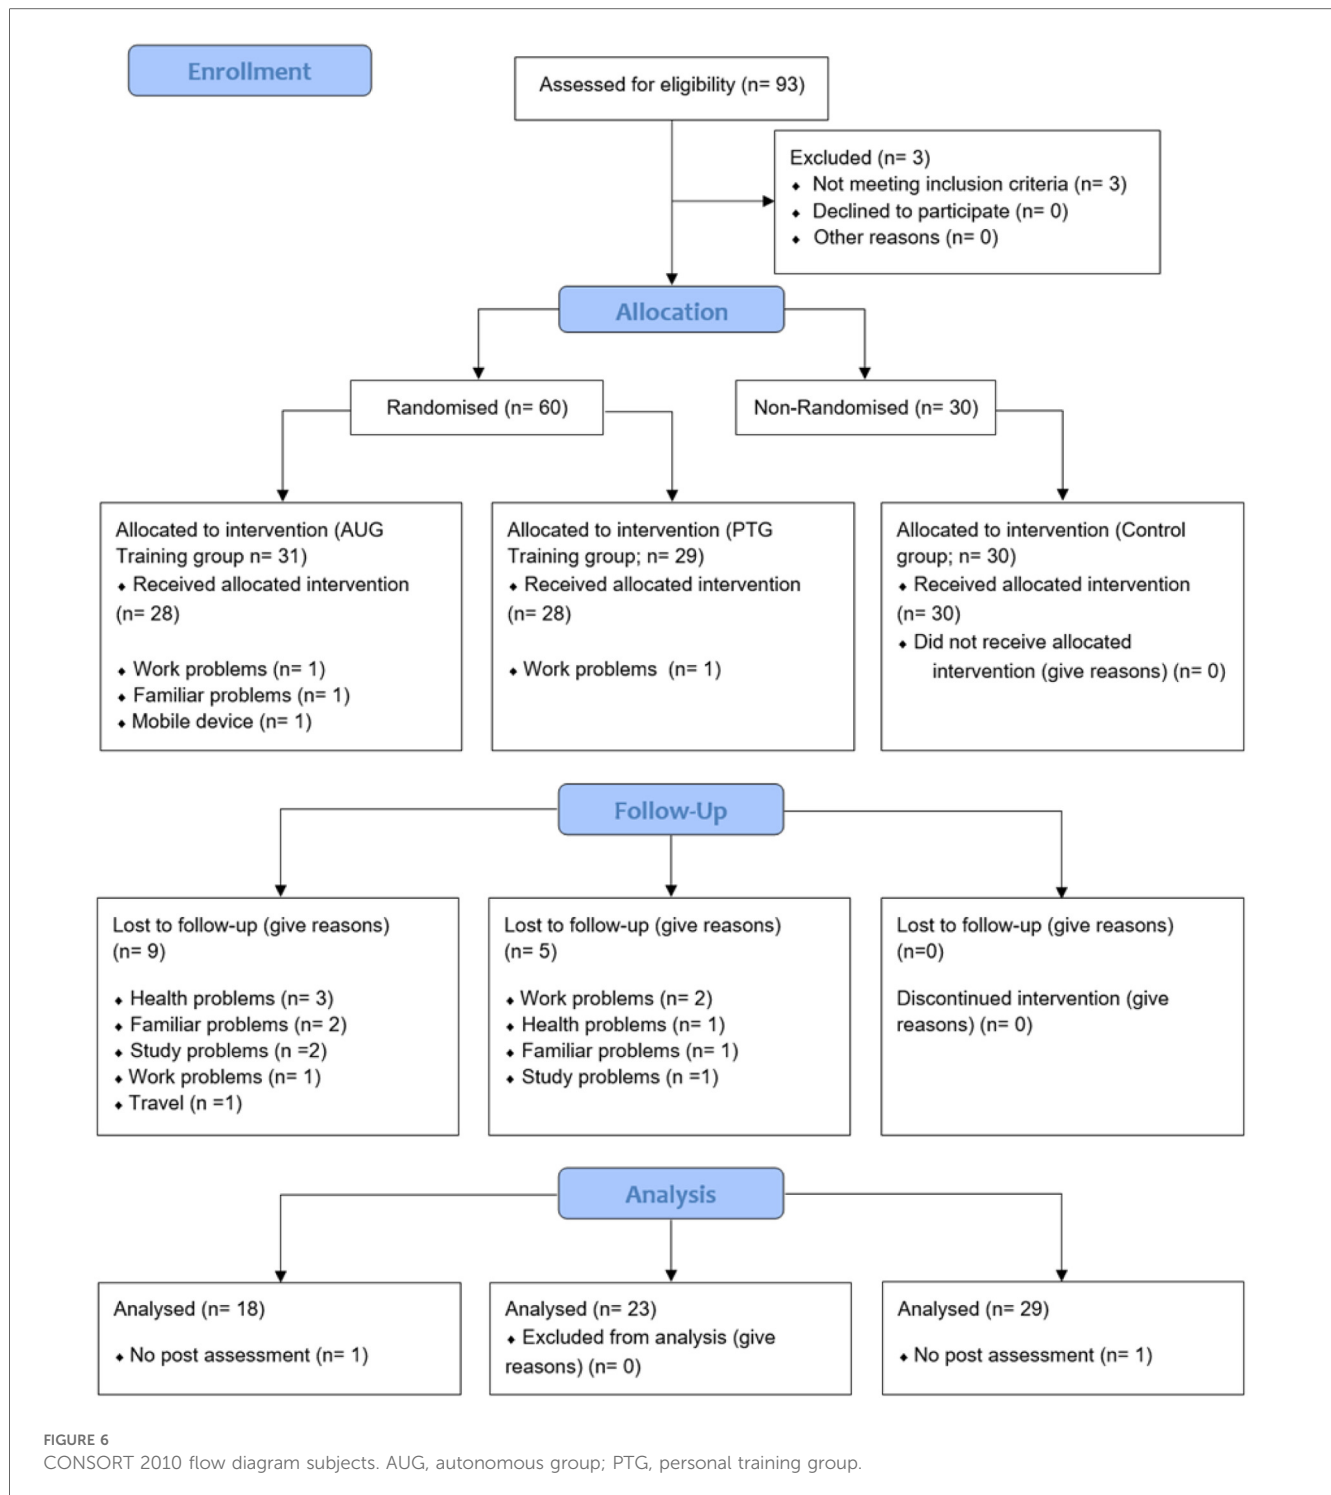 Enrollment
Assessed for eligibility (n= 93)
Excluded (n= 3)
⬥ Not meeting inclusion criteria (n= 3)
⬥ Declined to participate (n= 0)
⬥ Other reasons (n= 0)
Allocation
Randomised (n= 60)
Non-Randomised (n= 30)
Allocated to intervention (AUG
Training group n= 31)
⬥ Received allocated intervention
(n= 28)
⬥ Work problems (n= 1)
⬥ Familiar problems (n= 1)
⬥ Mobile device (n= 1)
Allocated to intervention (PTG
Training group; n= 29)
⬥ Received allocated intervention
(n= 28)
⬥ Work problems (n= 1)
Allocated to intervention (Control
group; n= 30)
⬥ Received allocated intervention
(n= 30)
⬥ Did not receive allocated
intervention (give reasons) (n= 0)
Follow-Up
Lost to follow-up (give reasons)
(n= 9)
⬥ Health problems (n= 3)
⬥ Familiar problems (n= 2)
⬥ Study problems (n =2)
⬥ Work problems (n= 1)
⬥ Travel (n =1)
Lost to follow-up (give reasons)
(n= 5)
⬥ Work problems (n= 2)
⬥ Health problems (n= 1)
⬥ Familiar problems (n= 1)
⬥ Study problems (n =1)
Lost to follow-up (give reasons)
(n=0)
Discontinued intervention (give
reasons) (n= 0)
Analysis
Analysed (n= 18)
⬥ No post assessment (n= 1)
Analysed (n= 23)
⬥ Excluded from analysis (give
reasons) (n= 0)
Analysed (n= 29)
⬥ No post assessment (n= 1)
FIGURE 6
CONSORT 2010 flow diagram subjects. AUG, autonomous group; PTG, personal training group.